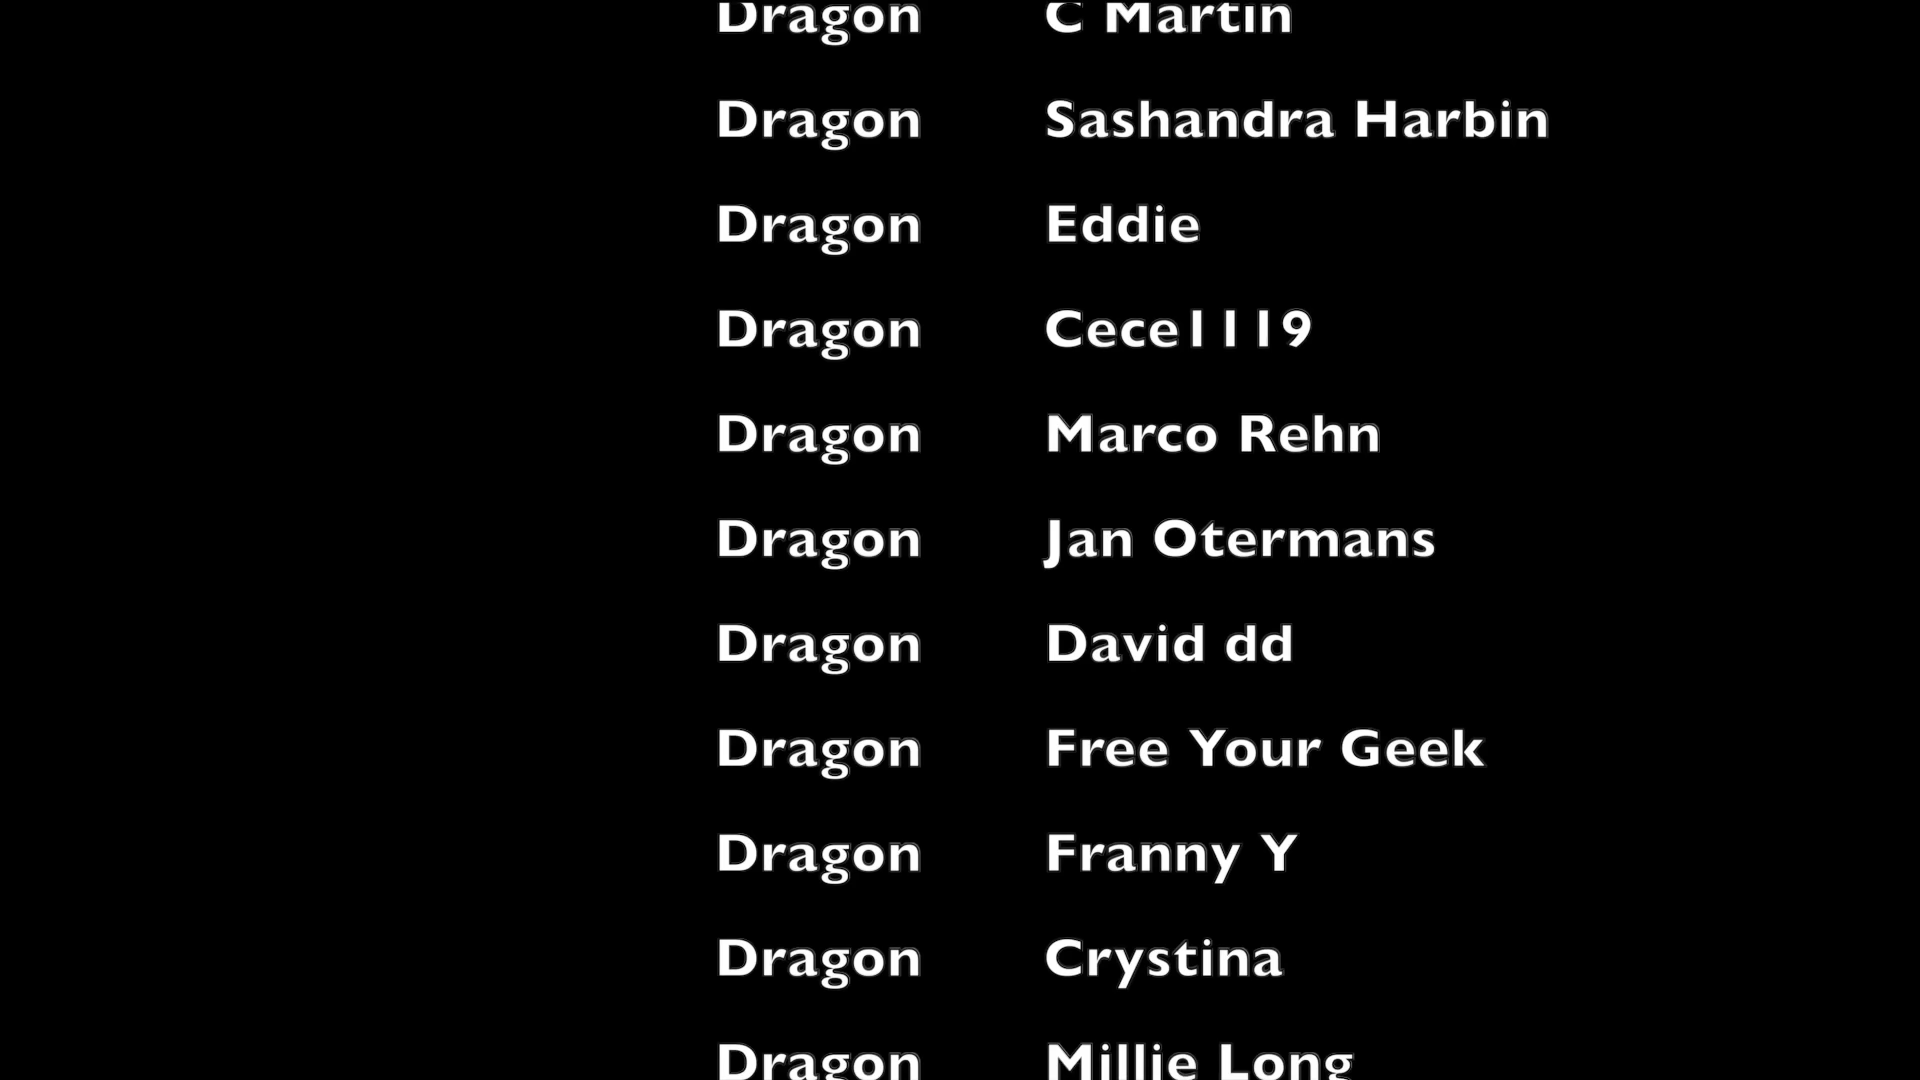 Dragon C Martin
Dragon Sashandra Harbin
Dragon Eddie
Dragon Cece1119
Dragon Marco Rehn
Dragon Jan Otermans
Dragon David dd
Dragon Free Your Geek
Dragon Franny Y
Dragon Crystina
Dragon Millie Long